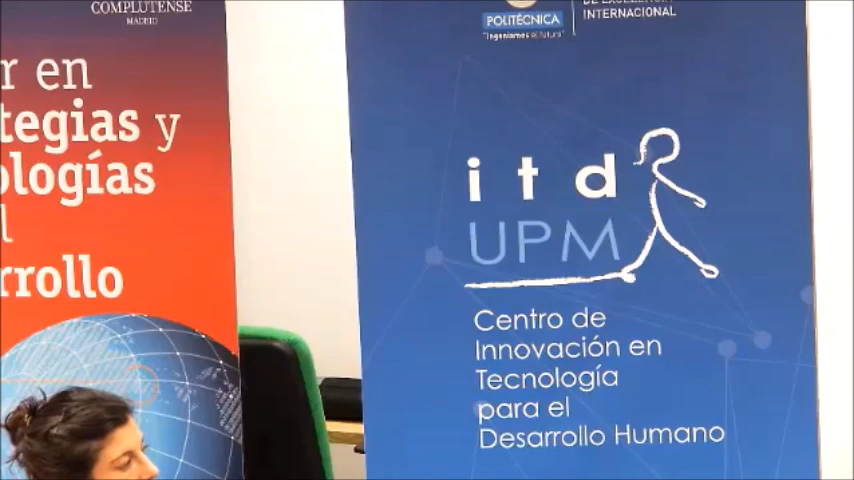 COMPLUTENSE
MADRID
r en
tegias y
ologías
l
rrollo
POLITÉCNICA
"Ingeniamos el futuro"
INTERNACIONAL
itd
UPM
Centro de
Innovación en
Tecnología
para el
Desarrollo Humano